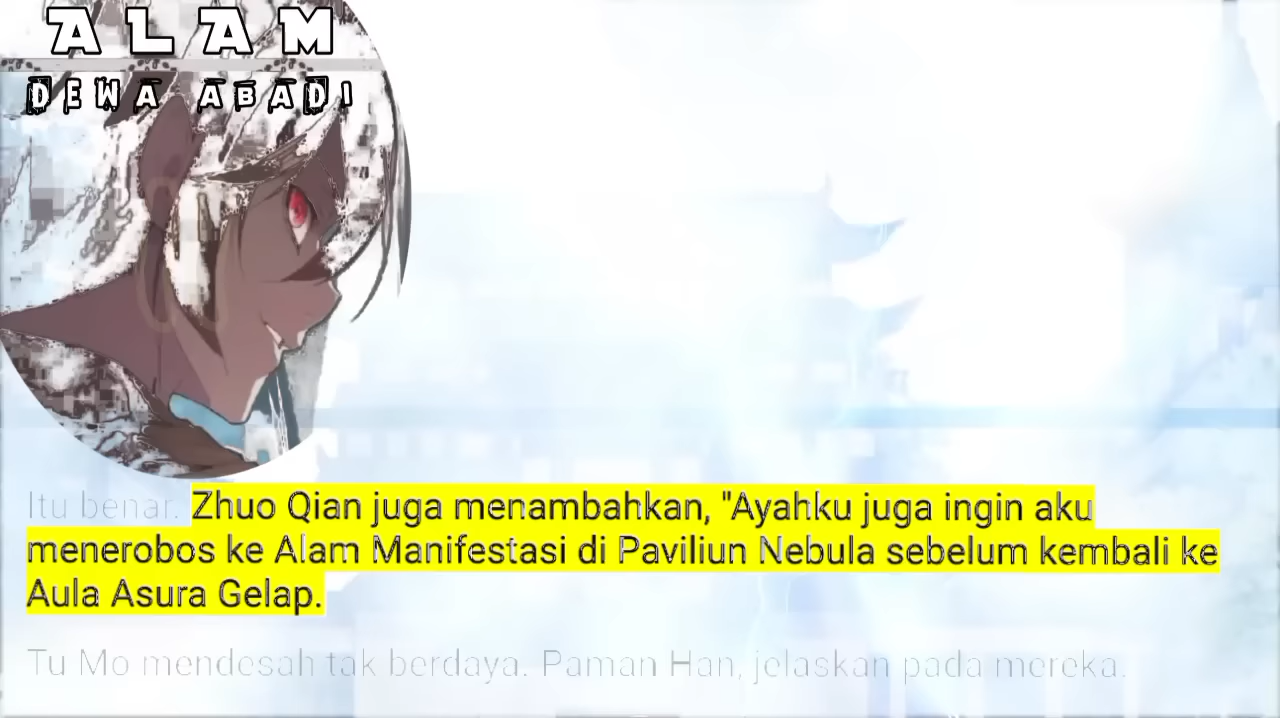 ALAM
DEWA ABADI
Itu benar. Zhuo Qian juga menambahkan, "Ayahku juga ingin aku
menerobos ke Alam Manifestasi di Paviliun Nebula sebelum kembali ke
Aula Asura Gelap.
Tu Mo mendesah tak berdaya. Paman Han, jelaskan pada mereka.